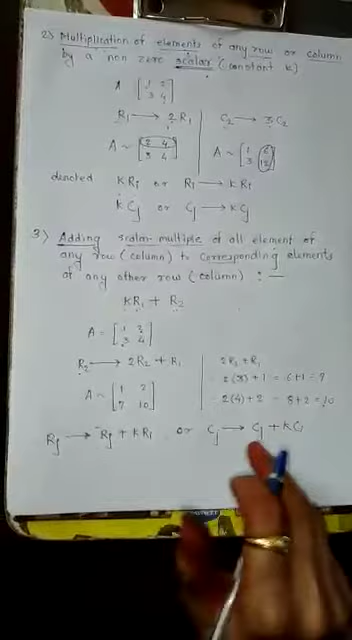 2) Multiplication of elements of any row or column
by a non zero scalar (constant k)
A [1 2
3 4]
R₁ → 2R₁ | C₂ → 3C₂
A ~ [2 4
3 4] | A ~ [1 6
3 12]
denoted kRᵢ or Rᵢ → kRᵢ
kCⱼ or Cⱼ → kCⱼ
3) Adding scalar multiple of all element of
any row (column) to corresponding elements
of any other row (column) : —
kR₁ + R₂
A = [1 2
3 4]
R₂ → 2R₂ + R₁ | 2R₂ + R₁
2(3)+1 = 6+1 = 7
A ~ [1 2
7 10] | 2(4)+2 = 8+2 = 10
Rⱼ → Rⱼ + kRᵢ or Cⱼ → Cⱼ + kCᵢ